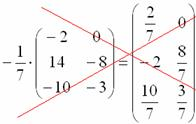 -1/7 · ( -2 0 ; 14 -8 ; -10 -3 ) = ( 2/7 0 ; -2 8/7 ; 10/7 3/7 )